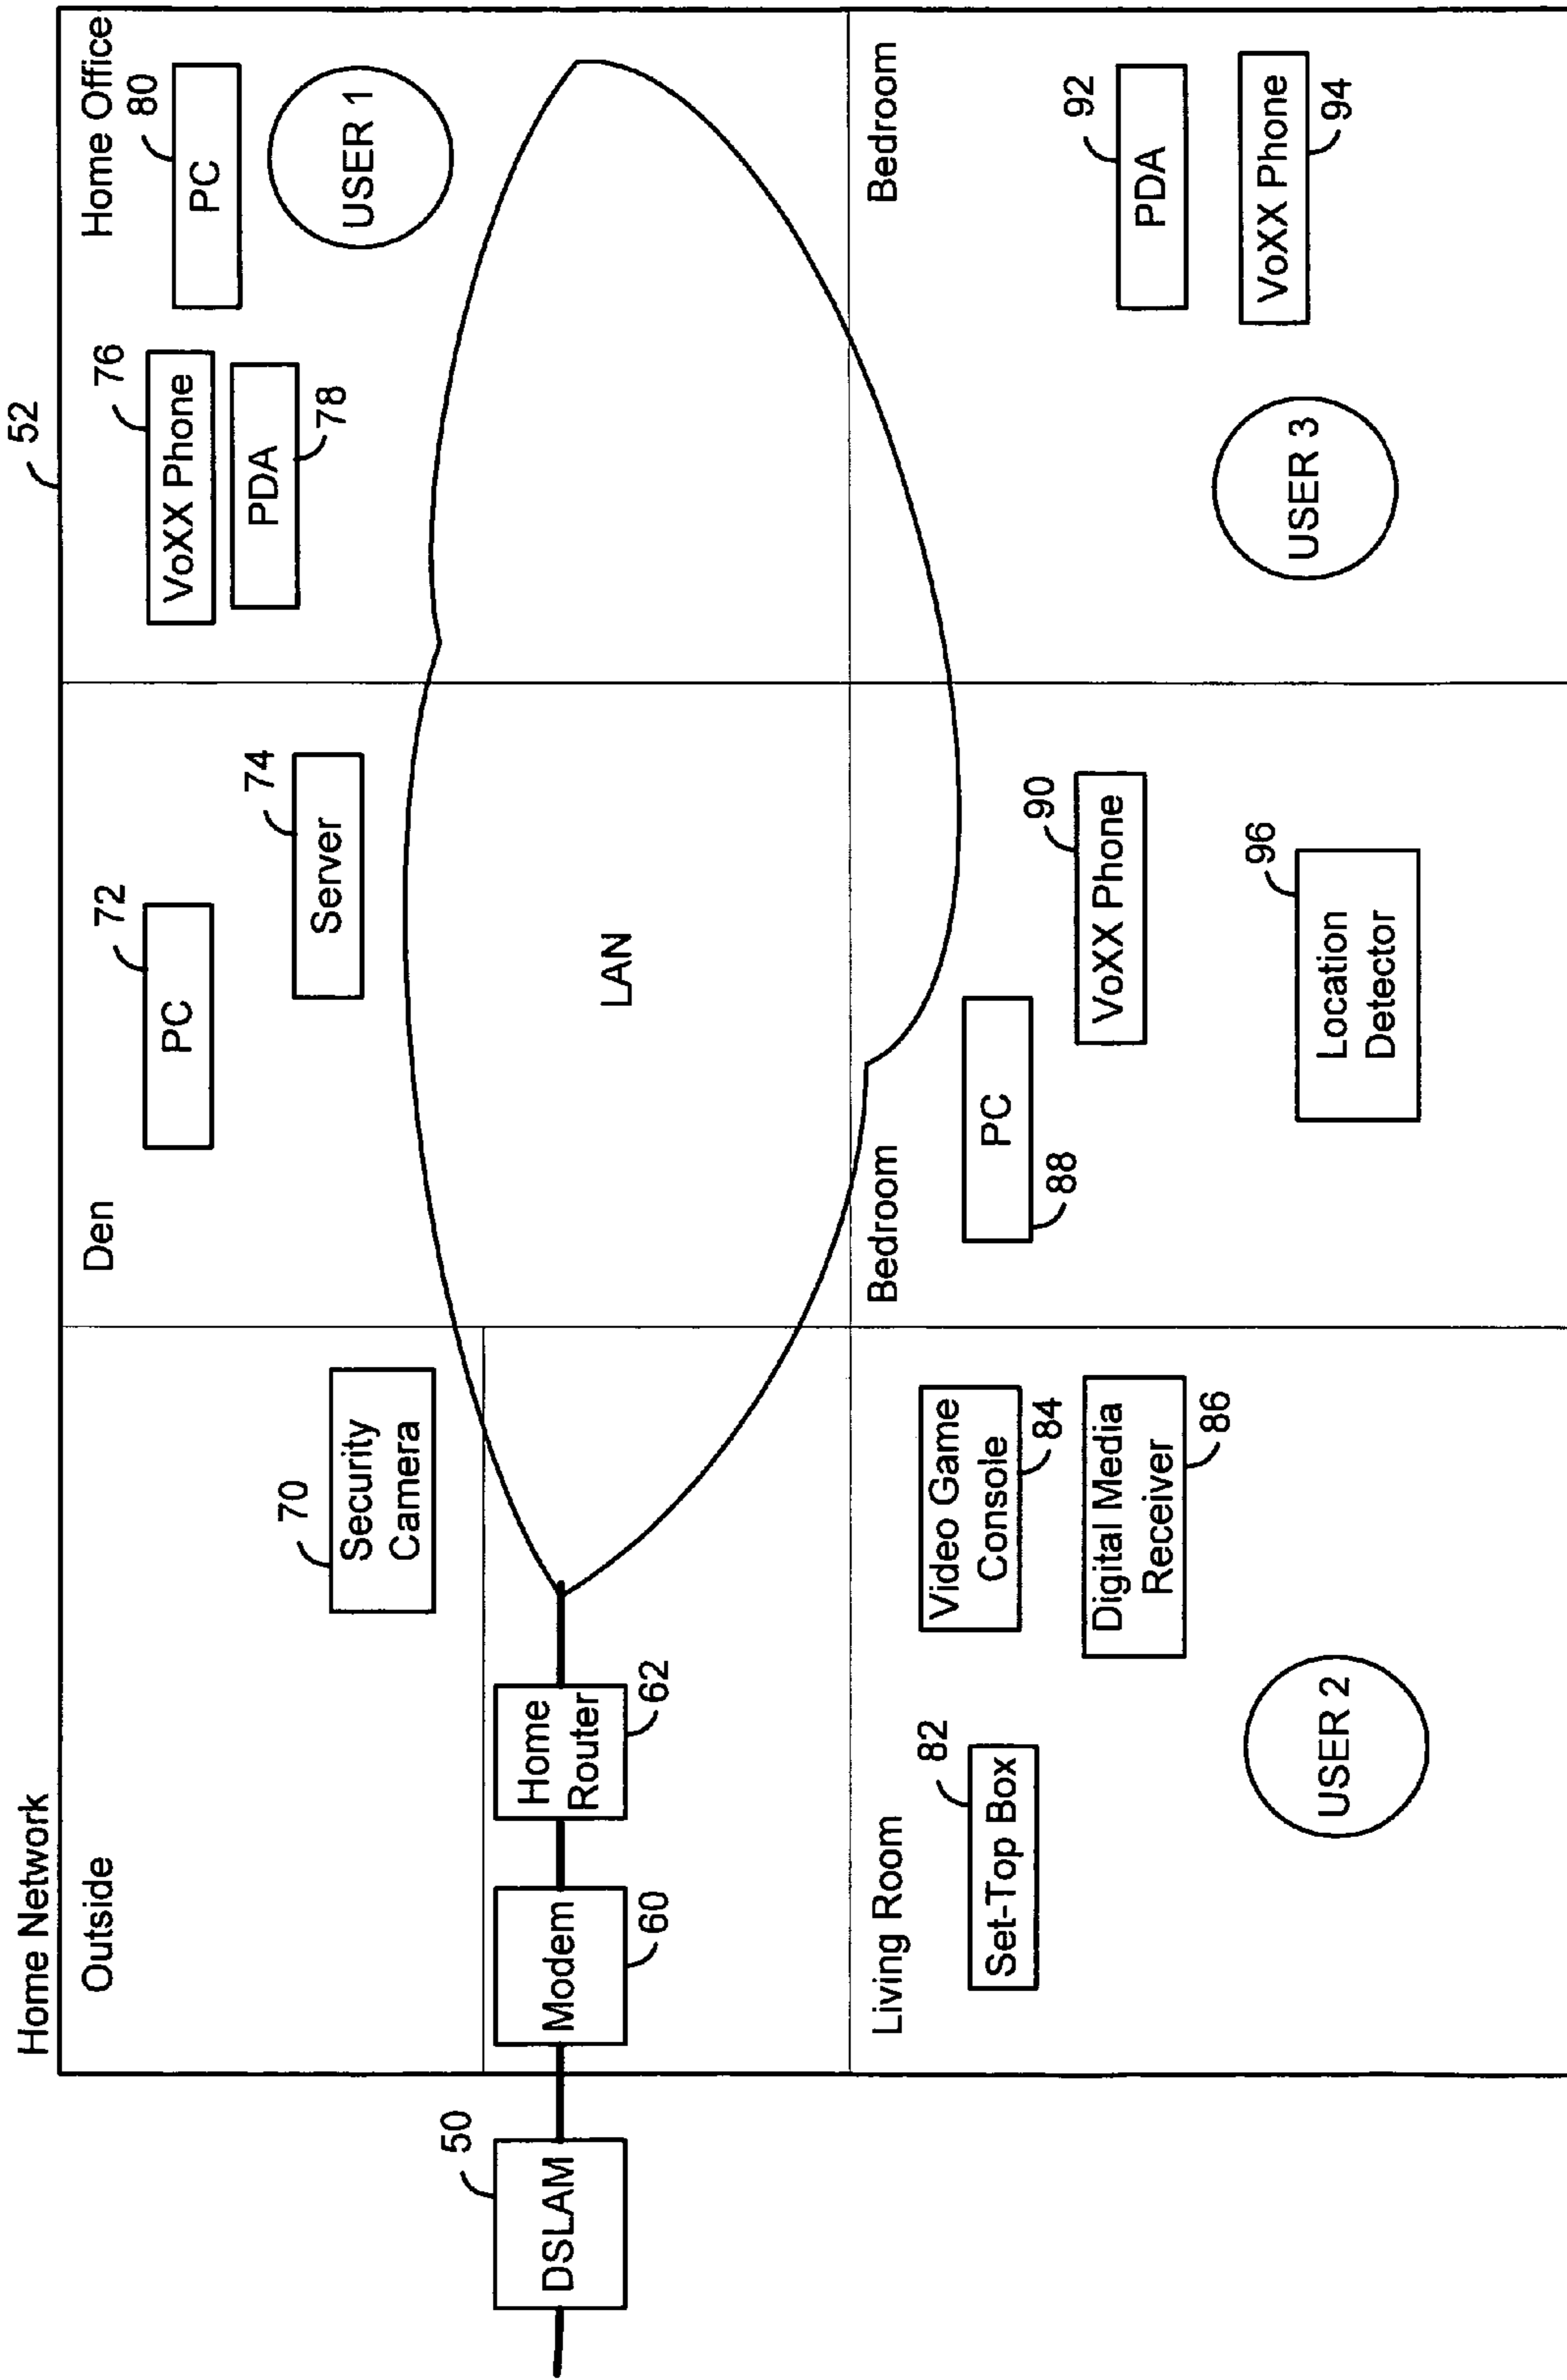 Home Network
52
Outside
70
Security
Camera
Den
72
PC
74
Server
Home Office
76
VoXX Phone
PDA
78
80
PC
USER 1
50
DSLAM
Modem
60
Home
Router
62
LAN
Living Room
82
Set-Top Box
Video Game
Console
84
Digital Media
Receiver
86
USER 2
Bedroom
PC
88
90
VoXX Phone
96
Location
Detector
Bedroom
92
PDA
VoXX Phone
94
USER 3